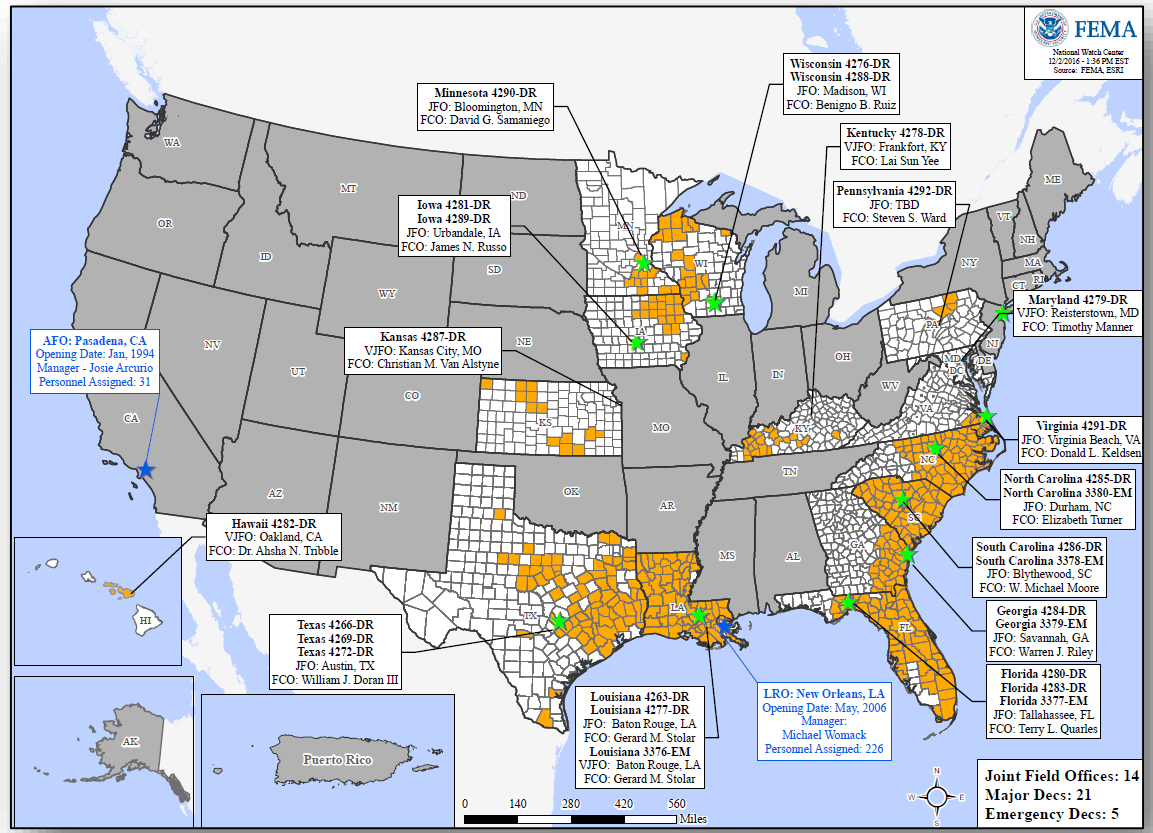 FEMA
National Watch Center
12/2/2016 - 1:36 PM EST
Source: FEMA, ESRI
Wisconsin 4276-DR
Wisconsin 4288-DR
JFO: Madison, WI
FCO: Benigno B. Ruiz
Minnesota 4290-DR
JFO: Bloomington, MN
FCO: David G. Samaniego
Kentucky 4278-DR
VJFO: Frankfort, KY
FCO: Lai Sun Yee
Pennsylvania 4292-DR
JFO: TBD
FCO: Steven S. Ward
Iowa 4281-DR
Iowa 4289-DR
JFO: Urbandale, IA
FCO: James N. Russo
Maryland 4279-DR
VJFO: Reisterstown, MD
FCO: Timothy Manner
Kansas 4287-DR
VJFO: Kansas City, MO
FCO: Christian M. Van Alstyne
AFO: Pasadena, CA
Opening Date: Jan, 1994
Manager - Josie Arcurio
Personnel Assigned: 31
Virginia 4291-DR
JFO: Virginia Beach, VA
FCO: Donald L. Keldsen
North Carolina 4285-DR
North Carolina 3380-EM
JFO: Durham, NC
FCO: Elizabeth Turner
Hawaii 4282-DR
VJFO: Oakland, CA
FCO: Dr. Ahsha N. Tribble
South Carolina 4286-DR
South Carolina 3378-EM
JFO: Blythewood, SC
FCO: W. Michael Moore
Georgia 4284-DR
Georgia 3379-EM
JFO: Savannah, GA
FCO: Warren J. Riley
Texas 4266-DR
Texas 4269-DR
Texas 4272-DR
JFO: Austin, TX
FCO: William J. Doran III
Florida 4280-DR
Florida 4283-DR
Florida 3377-EM
JFO: Tallahassee, FL
FCO: Terry L. Quarles
Louisiana 4263-DR
Louisiana 4277-DR
JFO: Baton Rouge, LA
FCO: Gerard M. Stolar
Louisiana 3376-EM
VJFO: Baton Rouge, LA
FCO: Gerard M. Stolar
LRO: New Orleans, LA
Opening Date: May, 2006
Manager:
Michael Womack
Personnel Assigned: 226
WA
MT
ND
MN
ME
VT
NH
OR
ID
SD
WI
MI
NY
MA
RI
CT
WY
IA
PA
NJ
NV
NE
UT
IL
IN
OH
MD
DE
DC
CA
CO
KS
MO
WV
VA
KY
AZ
NM
OK
TN
NC
AR
SC
MS
AL
GA
TX
LA
FL
HI
AK
Puerto Rico
0 140 280 420 560
Miles
N
W E
S
Joint Field Offices: 14
Major Decs: 21
Emergency Decs: 5